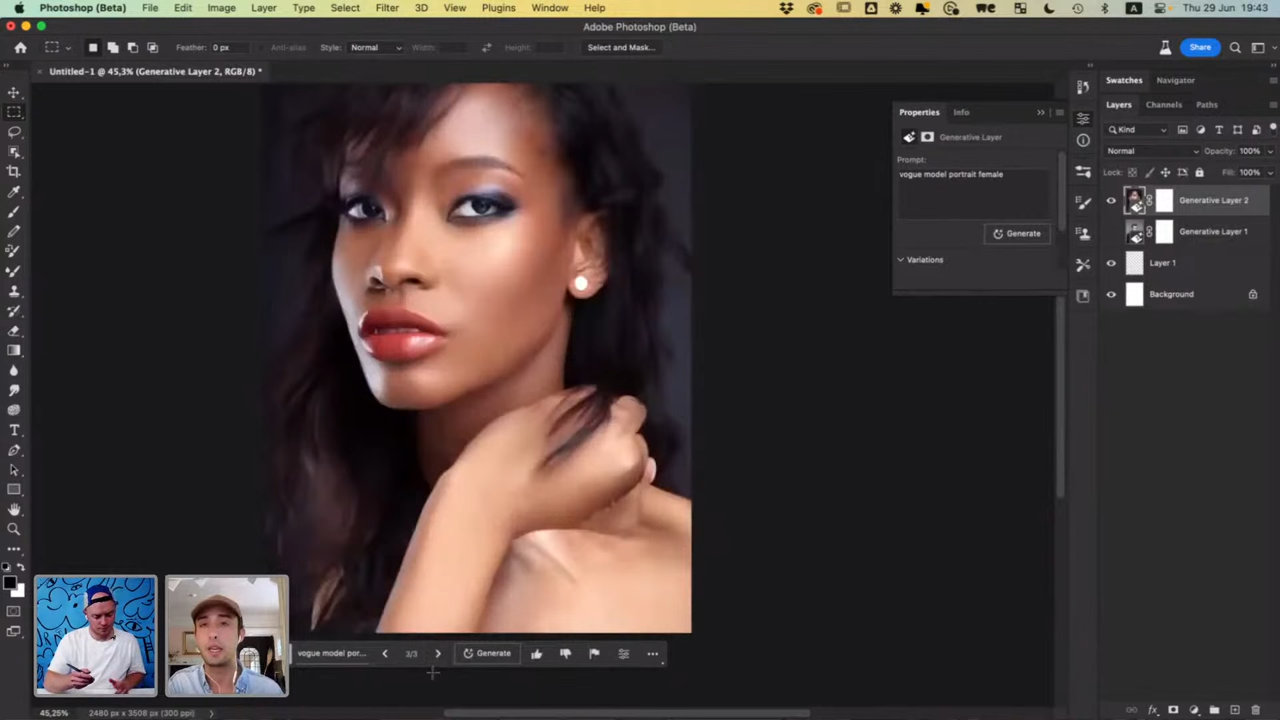 Photoshop (Beta) File Edit Image Layer Type Select Filter 3D View Plugins Window Help
A
Thu 29 Jun 19:43
Adobe Photoshop (Beta)
Feather: 0 px
Anti-alias
Style: Normal
Width:
Height:
Select and Mask...
Share
× Untitled-1 @ 45,3% (Generative Layer 2, RGB/8) *
Swatches Navigator
Properties Info
Layers Channels Paths
Kind
Generative Layer
Normal
Opacity: 100%
Prompt:
Lock:
Fill: 100%
vogue model portrait female
Generative Layer 2
Generate
Generative Layer 1
Variations
Layer 1
Background
vogue model por...
3/3
Generate
45,25%
2480 px x 3508 px (300 ppi)
fx